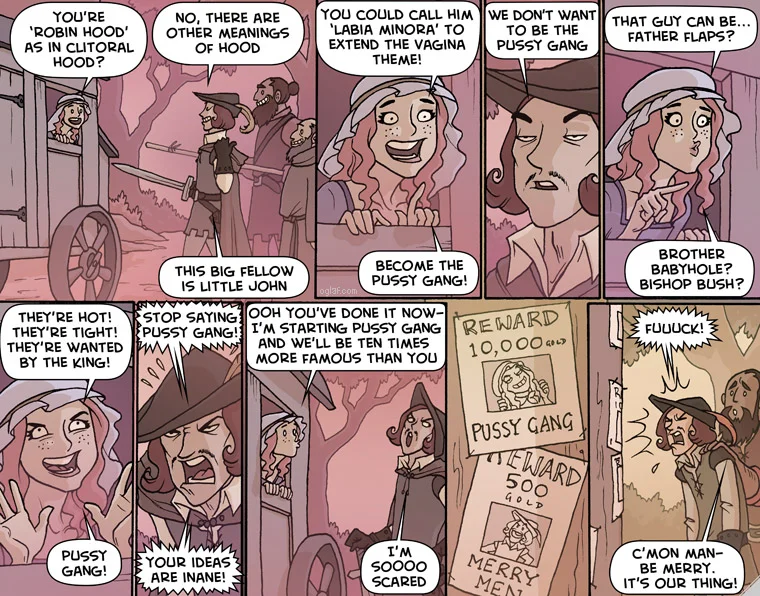 YOU'RE
'ROBIN HOOD'
AS IN CLITORAL
HOOD?
NO, THERE ARE
OTHER MEANINGS
OF HOOD
THIS BIG FELLOW
IS LITTLE JOHN
YOU COULD CALL HIM
'LABIA MINORA' TO
EXTEND THE VAGINA
THEME!
BECOME THE
PUSSY GANG!
oglaf.com
WE DON'T WANT
TO BE THE
PUSSY GANG
THAT GUY CAN BE...
FATHER FLAPS?
BROTHER
BABYHOLE?
BISHOP BUSH?
THEY'RE HOT!
THEY'RE TIGHT!
THEY'RE WANTED
BY THE KING!
PUSSY
GANG!
STOP SAYING
PUSSY GANG!
YOUR IDEAS
ARE INANE!
OOH YOU'VE DONE IT NOW-
I'M STARTING PUSSY GANG
AND WE'LL BE TEN TIMES
MORE FAMOUS THAN YOU
I'M
SOOOO
SCARED
REWARD
10,000 GOLD
PUSSY GANG
REWARD
500
GOLD
MERRY
MEN
FUUUCK!
C'MON MAN-
BE MERRY.
IT'S OUR THING!